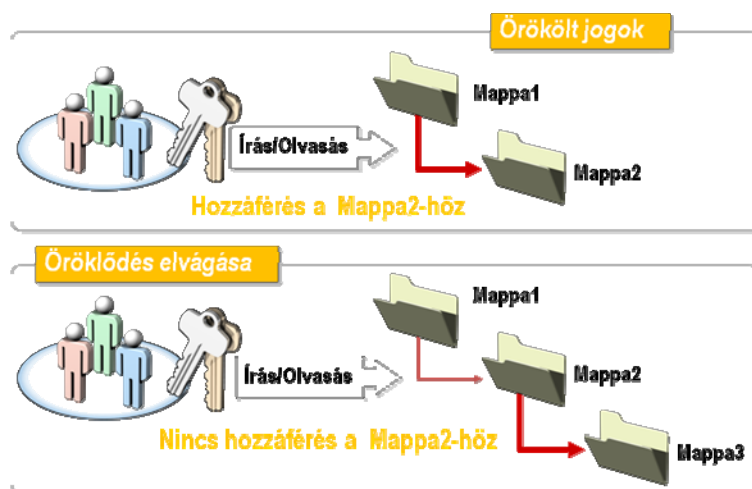 Örökölt jogok
Mappa1
Írás/Olvasás
Mappa2
Hozzáférés a Mappa2-höz
Öröklődés elvágása
Mappa1
Írás/Olvasás
Mappa2
Nincs hozzáférés a Mappa2-höz
Mappa3